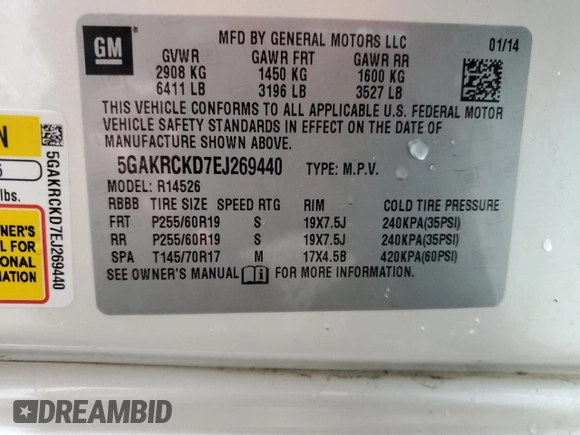 GM
MFD BY GENERAL MOTORS LLC 01/14
GVWR GAWR FRT GAWR RR
2908 KG 1450 KG 1600 KG
6411 LB 3196 LB 3527 LB
THIS VEHICLE CONFORMS TO ALL APPLICABLE U.S. FEDERAL MOTOR
VEHICLE SAFETY STANDARDS IN EFFECT ON THE DATE OF
MANUFACTURE SHOWN ABOVE.
5GAKRCKD7EJ269440 TYPE: M.P.V.
MODEL: R14526
RBBB TIRE SIZE SPEED RTG RIM COLD TIRE PRESSURE
FRT P255/60R19 S 19X7.5J 240KPA(35PSI)
RR P255/60R19 S 19X7.5J 240KPA(35PSI)
SPA T145/70R17 M 17X4.5B 420KPA(60PSI)
SEE OWNER'S MANUAL i FOR MORE INFORMATION.
lbs.
FOR
5GAKRCKD7EJ269440
DREAMBID